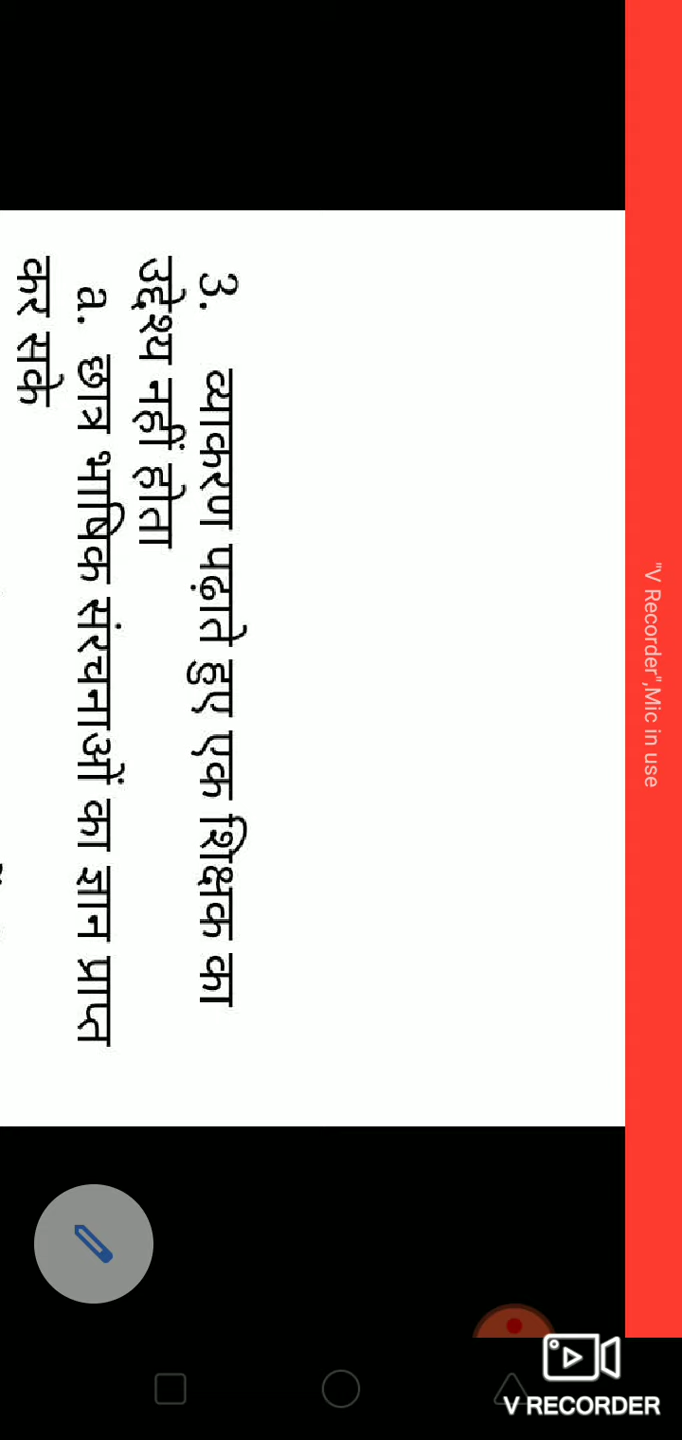 "V Recorder",Mic in use
3. व्याकरण पढ़ाते हुए एक शिक्षक का
उद्देश्य नहीं होता
a. छात्र भाषिक संरचनाओं का ज्ञान प्राप्त
कर सके
V RECORDER